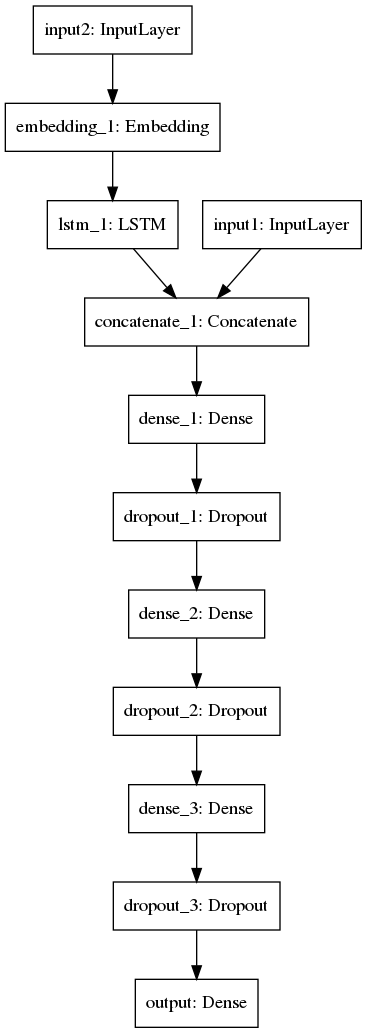 input2: InputLayer
embedding_1: Embedding
lstm_1: LSTM
input1: InputLayer
concatenate_1: Concatenate
dense_1: Dense
dropout_1: Dropout
dense_2: Dense
dropout_2: Dropout
dense_3: Dense
dropout_3: Dropout
output: Dense